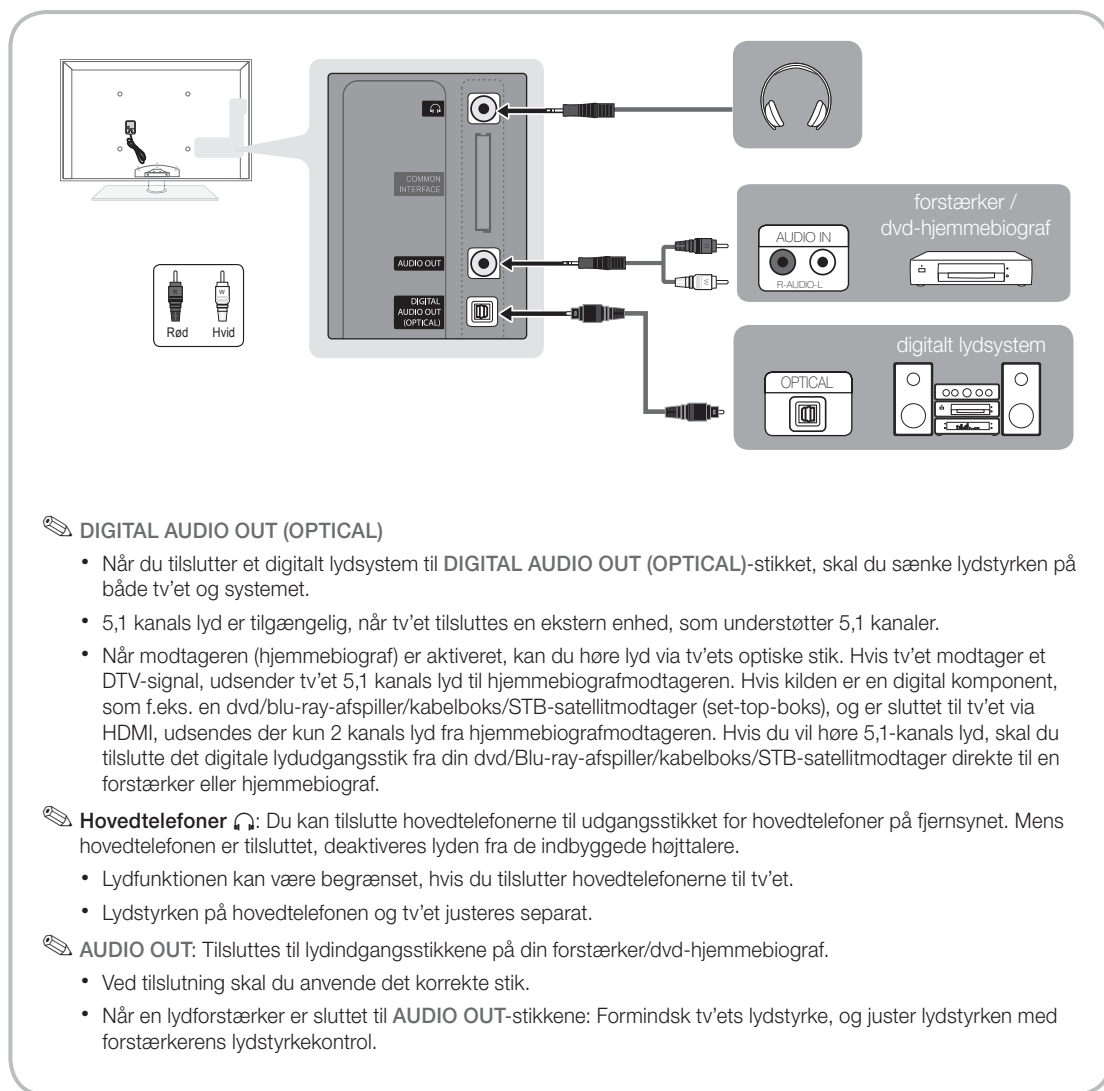 COMMON
INTERFACE
AUDIO OUT
DIGITAL
AUDIO OUT
(OPTICAL)
R
W
Rød
Hvid
R
W
forstærker /
dvd-hjemmebiograf
AUDIO IN
R-AUDIO-L
digitalt lydsystem
OPTICAL
DIGITAL AUDIO OUT (OPTICAL)
• Når du tilslutter et digitalt lydsystem til DIGITAL AUDIO OUT (OPTICAL)-stikket, skal du sænke lydstyrken på
både tv’et og systemet.
• 5,1 kanals lyd er tilgængelig, når tv’et tilsluttes en ekstern enhed, som understøtter 5,1 kanaler.
• Når modtageren (hjemmebiograf) er aktiveret, kan du høre lyd via tv’ets optiske stik. Hvis tv’et modtager et
DTV-signal, udsender tv’et 5,1 kanals lyd til hjemmebiografmodtageren. Hvis kilden er en digital komponent,
som f.eks. en dvd/blu-ray-afspiller/kabelboks/STB-satellitmodtager (set-top-boks), og er sluttet til tv’et via
HDMI, udsendes der kun 2 kanals lyd fra hjemmebiografmodtageren. Hvis du vil høre 5,1-kanals lyd, skal du
tilslutte det digitale lydudgangsstik fra din dvd/Blu-ray-afspiller/kabelboks/STB-satellitmodtager direkte til en
forstærker eller hjemmebiograf.
Hovedtelefoner : Du kan tilslutte hovedtelefonerne til udgangsstikket for hovedtelefoner på fjernsynet. Mens
hovedtelefonen er tilsluttet, deaktiveres lyden fra de indbyggede højttalere.
• Lydfunktionen kan være begrænset, hvis du tilslutter hovedtelefonerne til tv’et.
• Lydstyrken på hovedtelefonen og tv’et justeres separat.
AUDIO OUT: Tilsluttes til lydindgangsstikkene på din forstærker/dvd-hjemmebiograf.
• Ved tilslutning skal du anvende det korrekte stik.
• Når en lydforstærker er sluttet til AUDIO OUT-stikkene: Formindsk tv’ets lydstyrke, og juster lydstyrken med
forstærkerens lydstyrkekontrol.